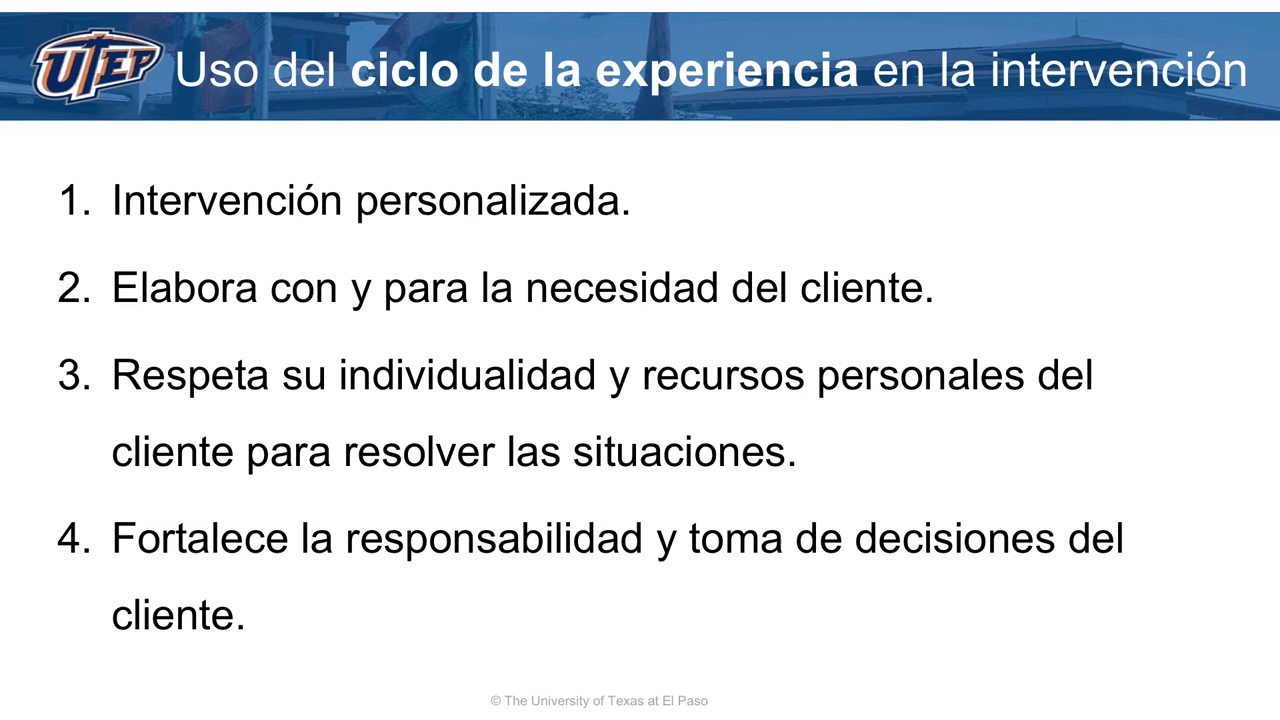 UTEP
Uso del ciclo de la experiencia en la intervención
1. Intervención personalizada.
2. Elabora con y para la necesidad del cliente.
3. Respeta su individualidad y recursos personales del
cliente para resolver las situaciones.
4. Fortalece la responsabilidad y toma de decisiones del
cliente.
© The University of Texas at El Paso